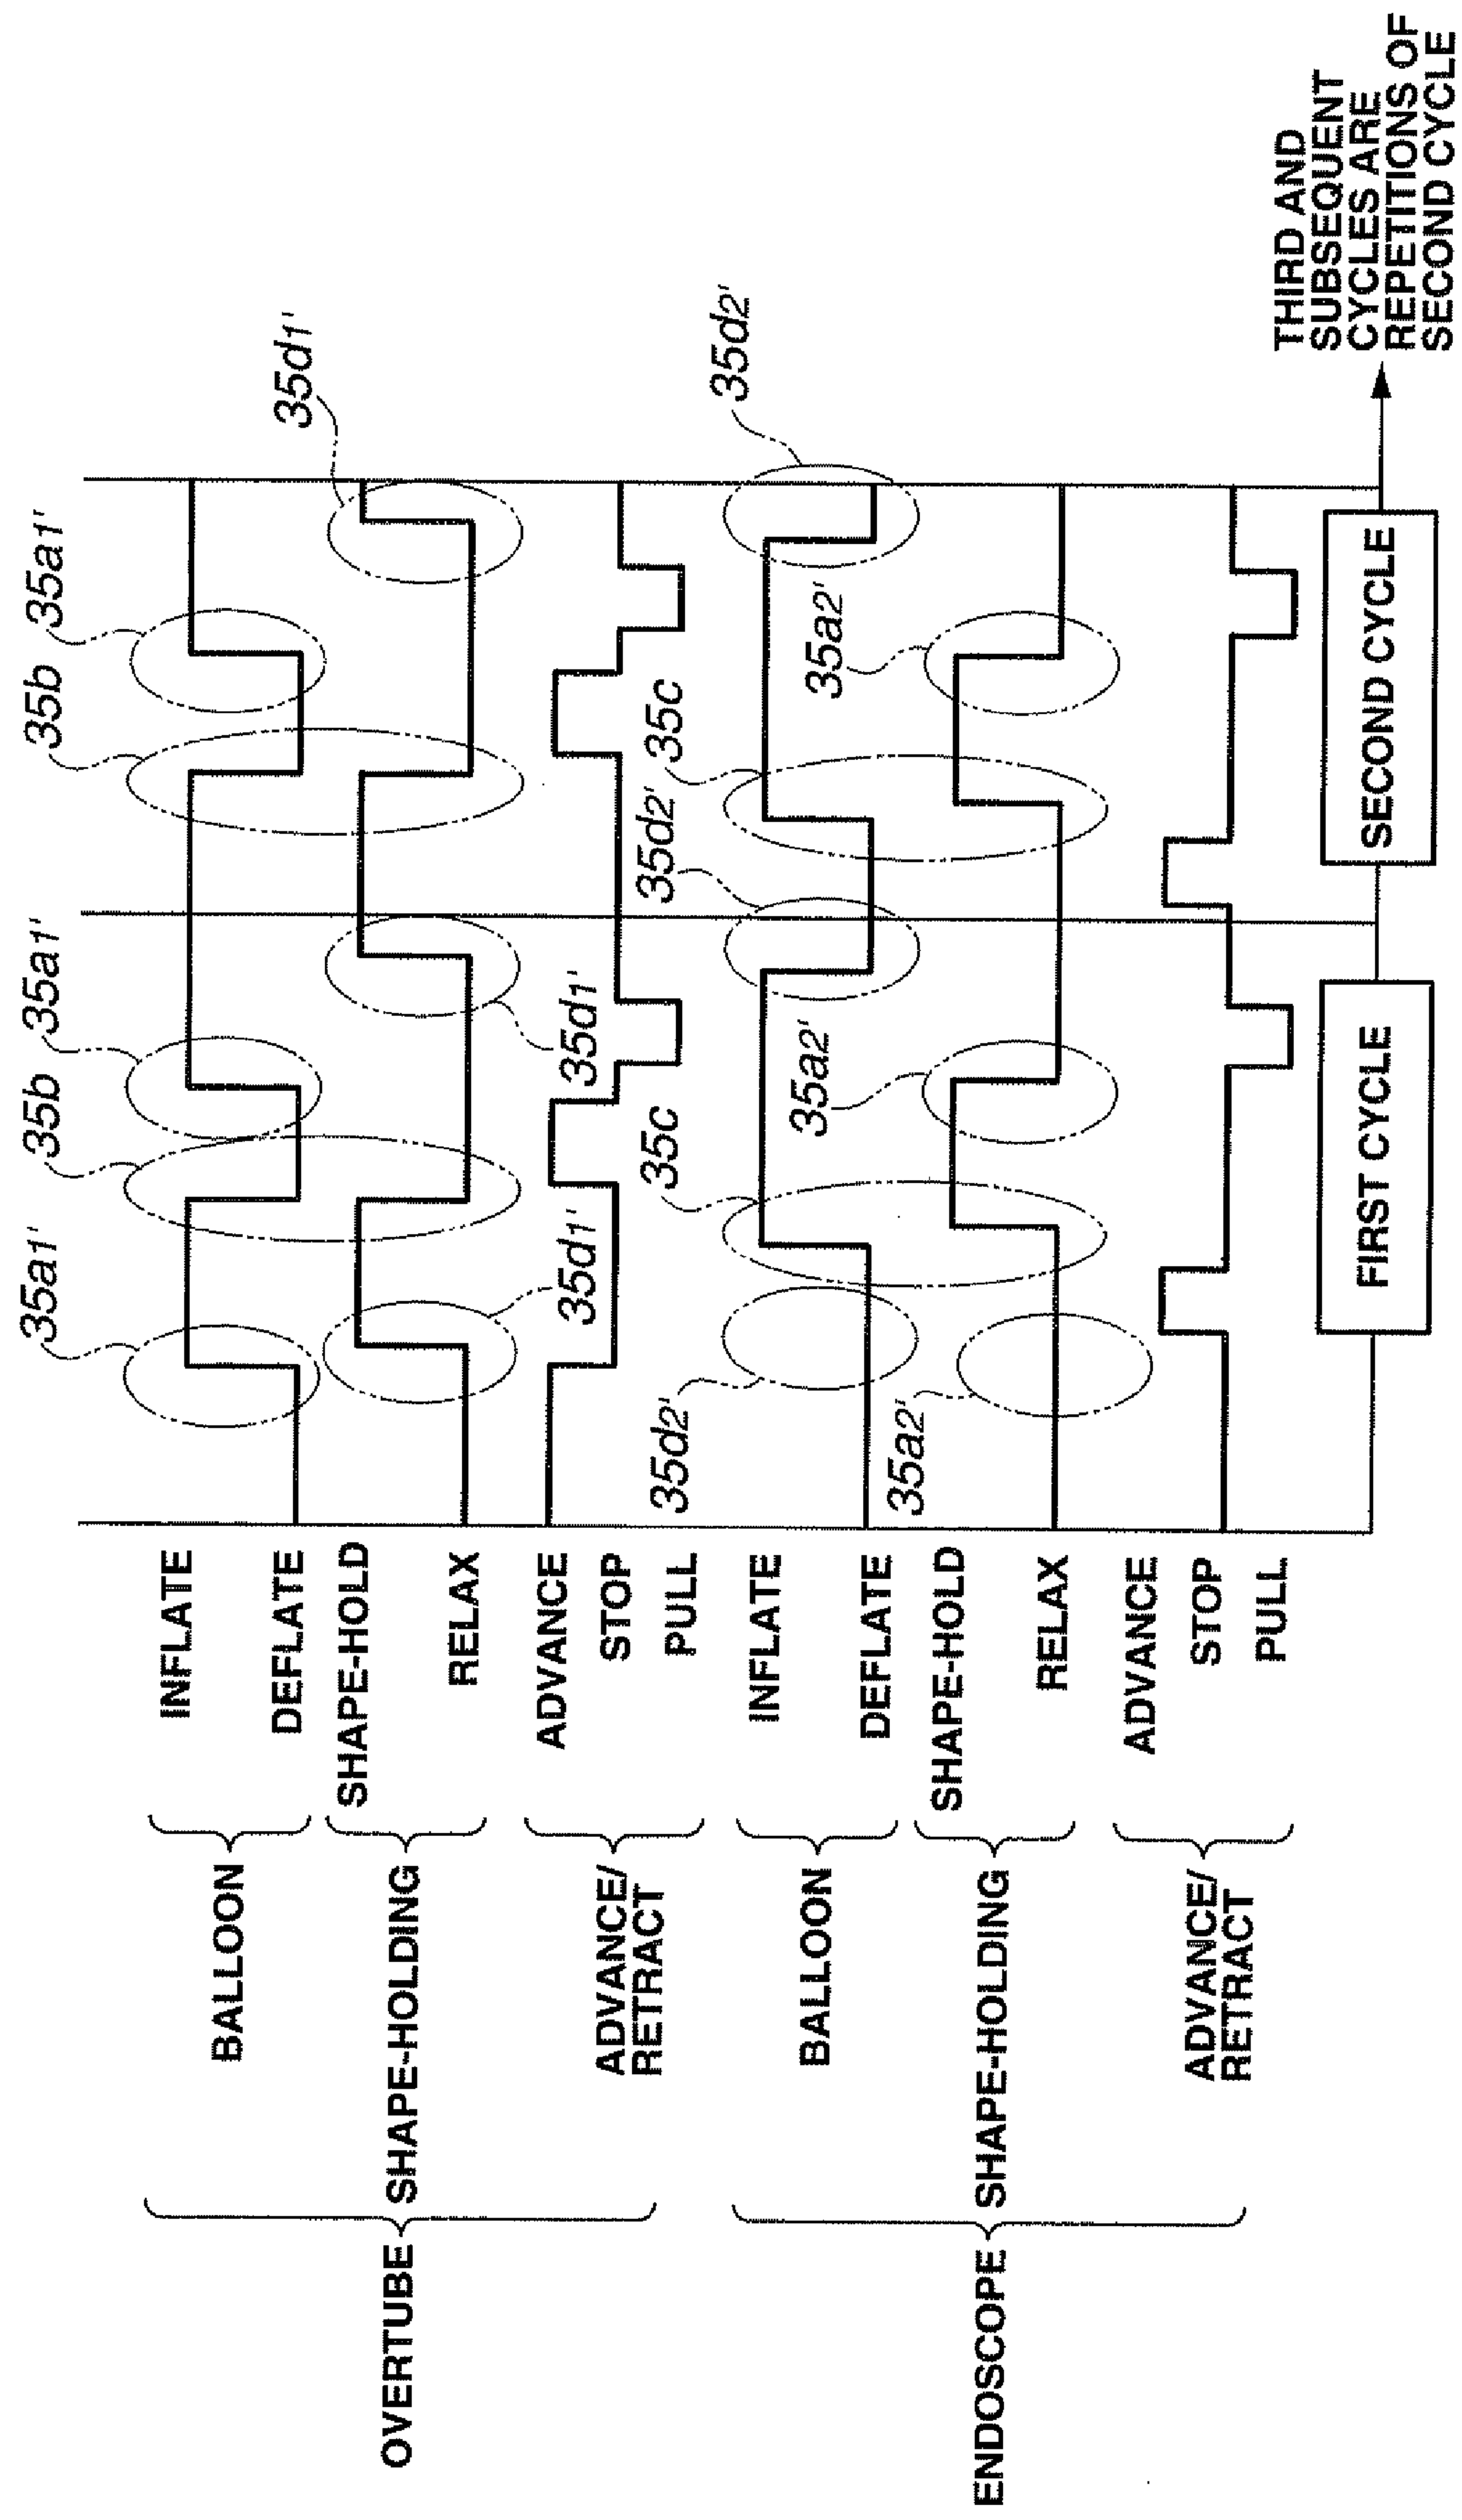 OVERTUBE
BALLOON
INFLATE
DEFLATE
SHAPE-HOLDING
SHAPE-HOLD
RELAX
ADVANCE/
RETRACT
ADVANCE
STOP
PULL
ENDOSCOPE
BALLOON
INFLATE
DEFLATE
SHAPE-HOLDING
SHAPE-HOLD
RELAX
ADVANCE/
RETRACT
ADVANCE
STOP
PULL
35a1'
35b
35a1'
35b
35a1'
35d1'
35d1'
35d1'
35d2'
35c
35d2'
35c
35d2'
35a2'
35a2'
35a2'
FIRST CYCLE
SECOND CYCLE
THIRD AND
SUBSEQUENT
CYCLES ARE
REPETITIONS OF
SECOND CYCLE